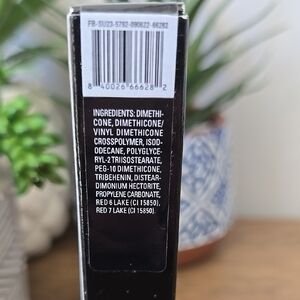 FB-SU23-5782-090622-66282
8 40026 66628 2
INGREDIENTS: DIMETHI-
CONE, DIMETHICONE/
VINYL DIMETHICONE
CROSSPOLYMER, ISOD-
ODECANE, POLYGLYCE-
RYL-2 TRIISOSTEARATE,
PEG-10 DIMETHICONE,
TRIBEHENIN, DISTEAR-
DIMONIUM HECTORITE,
PROPYLENE CARBONATE,
RED 6 LAKE (CI 15850),
RED 7 LAKE (CI 15850).